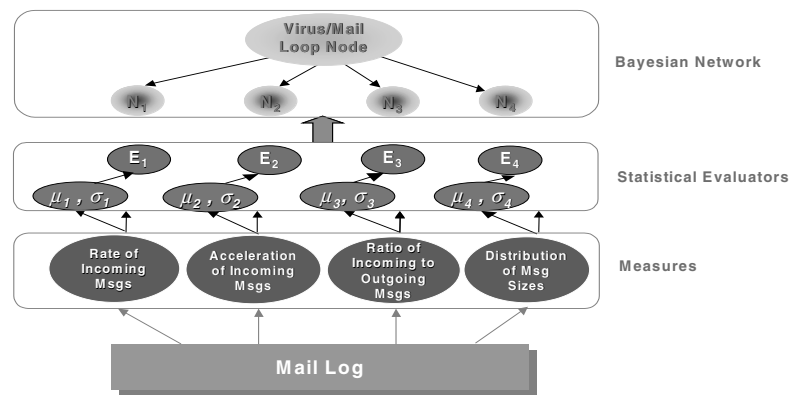 Virus/Mail
Loop Node
Bayesian Network
N1
N2
N3
N4
E1
E2
E3
E4
Statistical Evaluators
μ1 , σ1
μ2 , σ2
μ3, σ3
μ4 , σ4
Rate of
Incoming
Msgs
Acceleration
of Incoming
Msgs
Ratio of
Incoming to
Outgoing
Msgs
Distribution
of Msg
Sizes
Measures
Mail Log